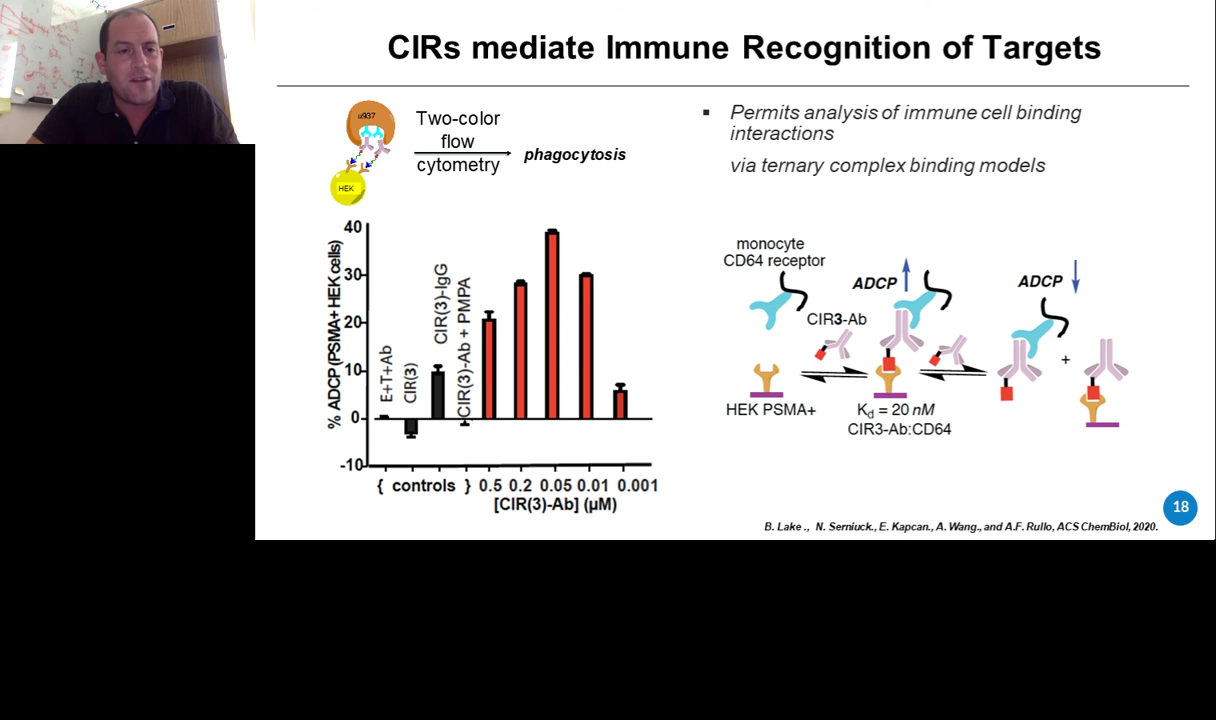 CIRs mediate Immune Recognition of Targets
u937
HEK
Two-color
flow
cytometry
phagocytosis
▪ Permits analysis of immune cell binding
interactions
via ternary complex binding models
% ADCP (PSMA+ HEK cells)
40
30
20
10
0
-10
E+T+Ab
CIR(3)
CIR(3)-IgG
CIR(3)-Ab + PMPA
{ controls } 0.5 0.2 0.05 0.01 0.001
[CIR(3)-Ab] (µM)
monocyte
CD64 receptor
ADCP
CIR3-Ab
ADCP
+
HEK PSMA+
Kd = 20 nM
CIR3-Ab:CD64
18
B. Lake ., N. Serniuck., E. Kapcan., A. Wang., and A.F. Rullo, ACS ChemBiol, 2020.